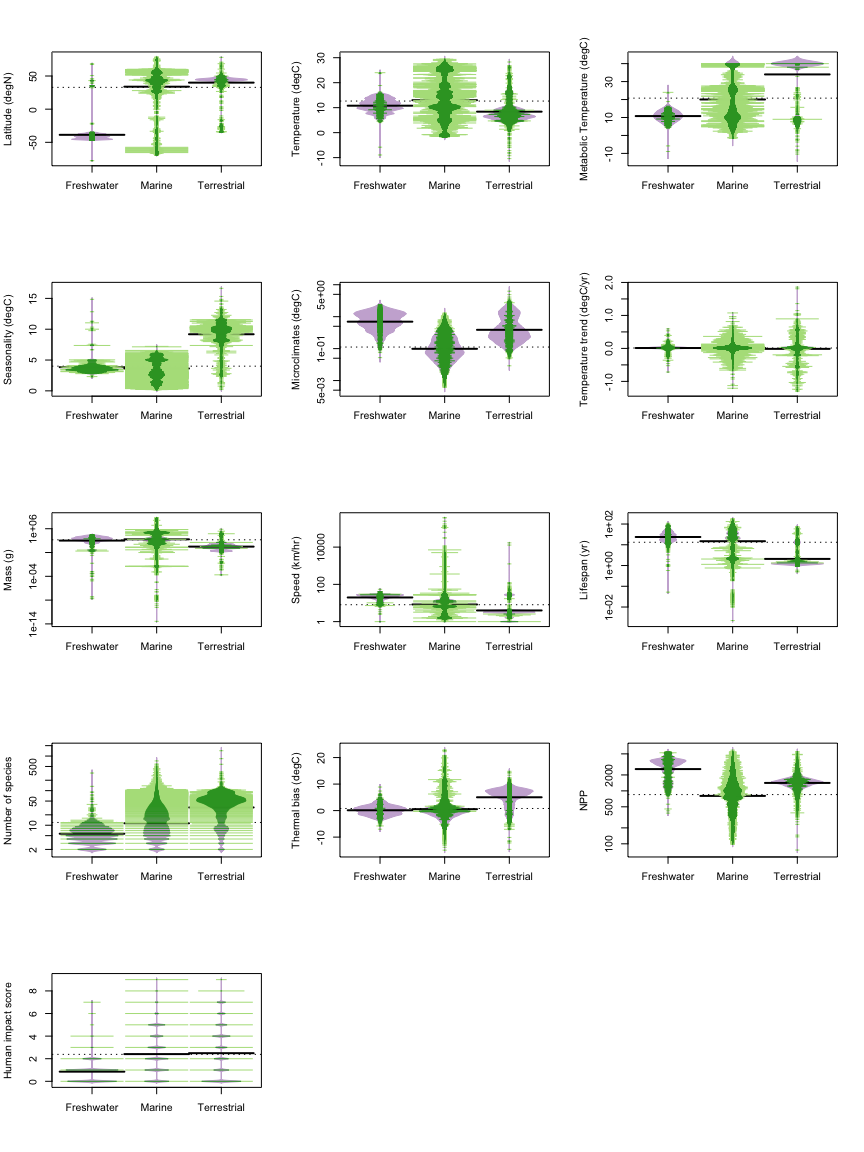 Latitude (degN)
50
0
-50
Freshwater Marine Terrestrial
Temperature (degC)
30
20
10
0
-10
Freshwater Marine Terrestrial
Metabolic Temperature (degC)
30
10
-10
Freshwater Marine Terrestrial
Seasonality (degC)
15
10
5
0
Freshwater Marine Terrestrial
Microclimates (degC)
5e+00
1e-01
5e-03
Freshwater Marine Terrestrial
Temperature trend (degC/yr)
2.0
1.0
0.0
-1.0
Freshwater Marine Terrestrial
Mass (g)
1e+06
1e-04
1e-14
Freshwater Marine Terrestrial
Speed (km/hr)
10000
100
1
Freshwater Marine Terrestrial
Lifespan (yr)
1e+02
1e+00
1e-02
Freshwater Marine Terrestrial
Number of species
500
50
10
2
Freshwater Marine Terrestrial
Thermal bias (degC)
20
10
0
-10
Freshwater Marine Terrestrial
NPP
2000
500
100
Freshwater Marine Terrestrial
Human impact score
8
6
4
2
0
Freshwater Marine Terrestrial